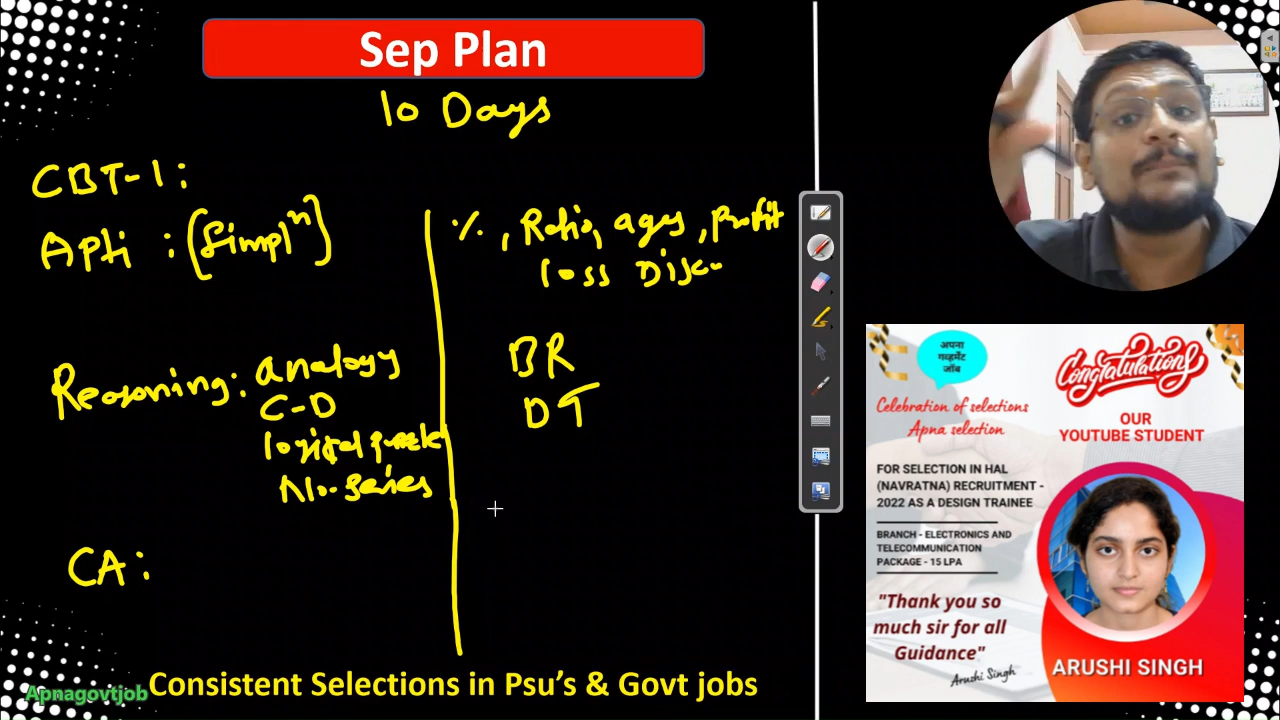 Sep Plan
10 Days
CBT-1:
Apti : (Simplⁿ)
%, Ratio, ages, profit
loss Disc
Reasoning: analogy
C-D
logical
No. Series
BR
DT
CA:
Apnagovtjob
Consistent Selections in Psu's & Govt jobs
अपना
गवर्हमेंट
जॉब
Congratulations
Celebration of selections
Apna selection
OUR
YOUTUBE STUDENT
FOR SELECTION IN HAL
(NAVRATNA) RECRUITMENT -
2022 AS A DESIGN TRAINEE
BRANCH - ELECTRONICS AND
TELECOMMUNICATION
PACKAGE - 15 LPA
"Thank you so
much sir for all
Guidance"
Arushi Singh
ARUSHI SINGH